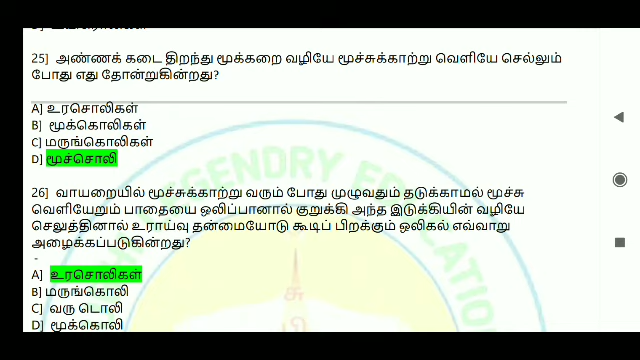 25] அண்ணக் கடை திறந்து மூக்கறை வழியே மூச்சுக்காற்று வெளியே செல்லும்
போது எது தோன்றுகின்றது?
A] உரசொலிகள்
B] மூக்கொலிகள்
C] மருங்கொலிகள்
D] மூச்சொலி
26] வாயறையில் மூச்சுக்காற்று வரும் போது முழுவதும் தடுக்காமல் மூச்சு
வெளியேறும் பாதையை ஒலிப்பானால் குறுக்கி அந்த இடுக்கியின் வழியே
செலுத்தினால் உராய்வு தன்மையோடு கூடிப் பிறக்கும் ஒலிகல் எவ்வாறு
அழைக்கப்படுகின்றது?
A] உரசொலிகள்
B] மருங்கொலி
C] வரு டொலி
D] மூக்கொலி